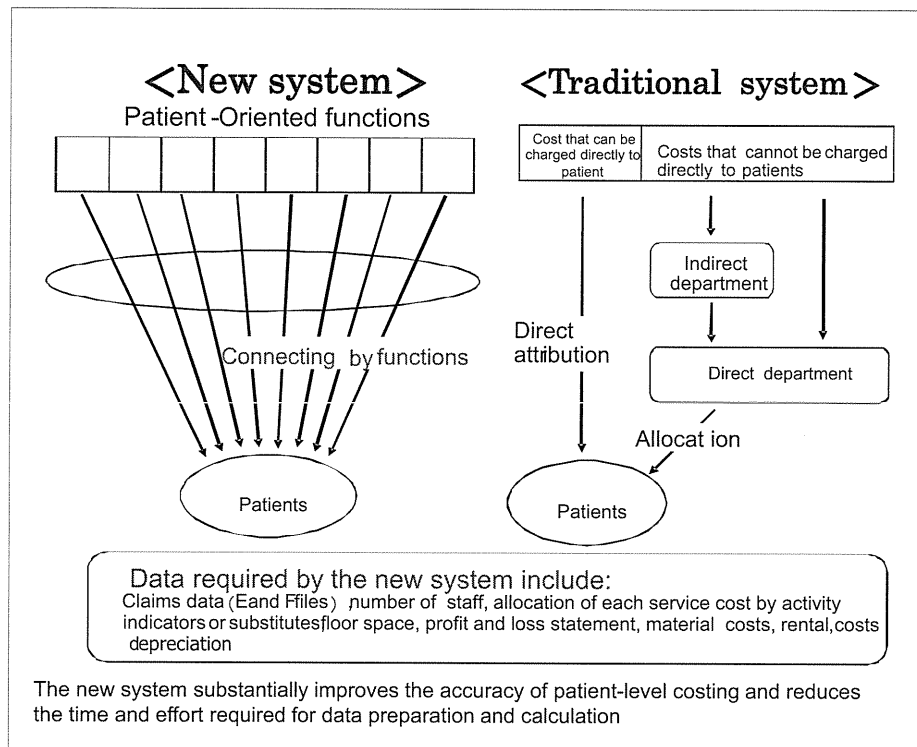 <New system>
Patient-Oriented functions
Connecting by functions
Patients
<Traditional system>
Cost that can be
charged directly to
patient
Costs that cannot be charged
directly to patients
Indirect
department
Direct
attribution
Direct department
Allocat ion
Patients
Data required by the new system include:
Claims data (Eand Ffiles) ,number of staff, allocation of each service cost by activity
indicators or substitutesfloor space, profit and loss statement, material costs, rental,costs
depreciation
The new system substantially improves the accuracy of patient-level costing and reduces
the time and effort required for data preparation and calculation